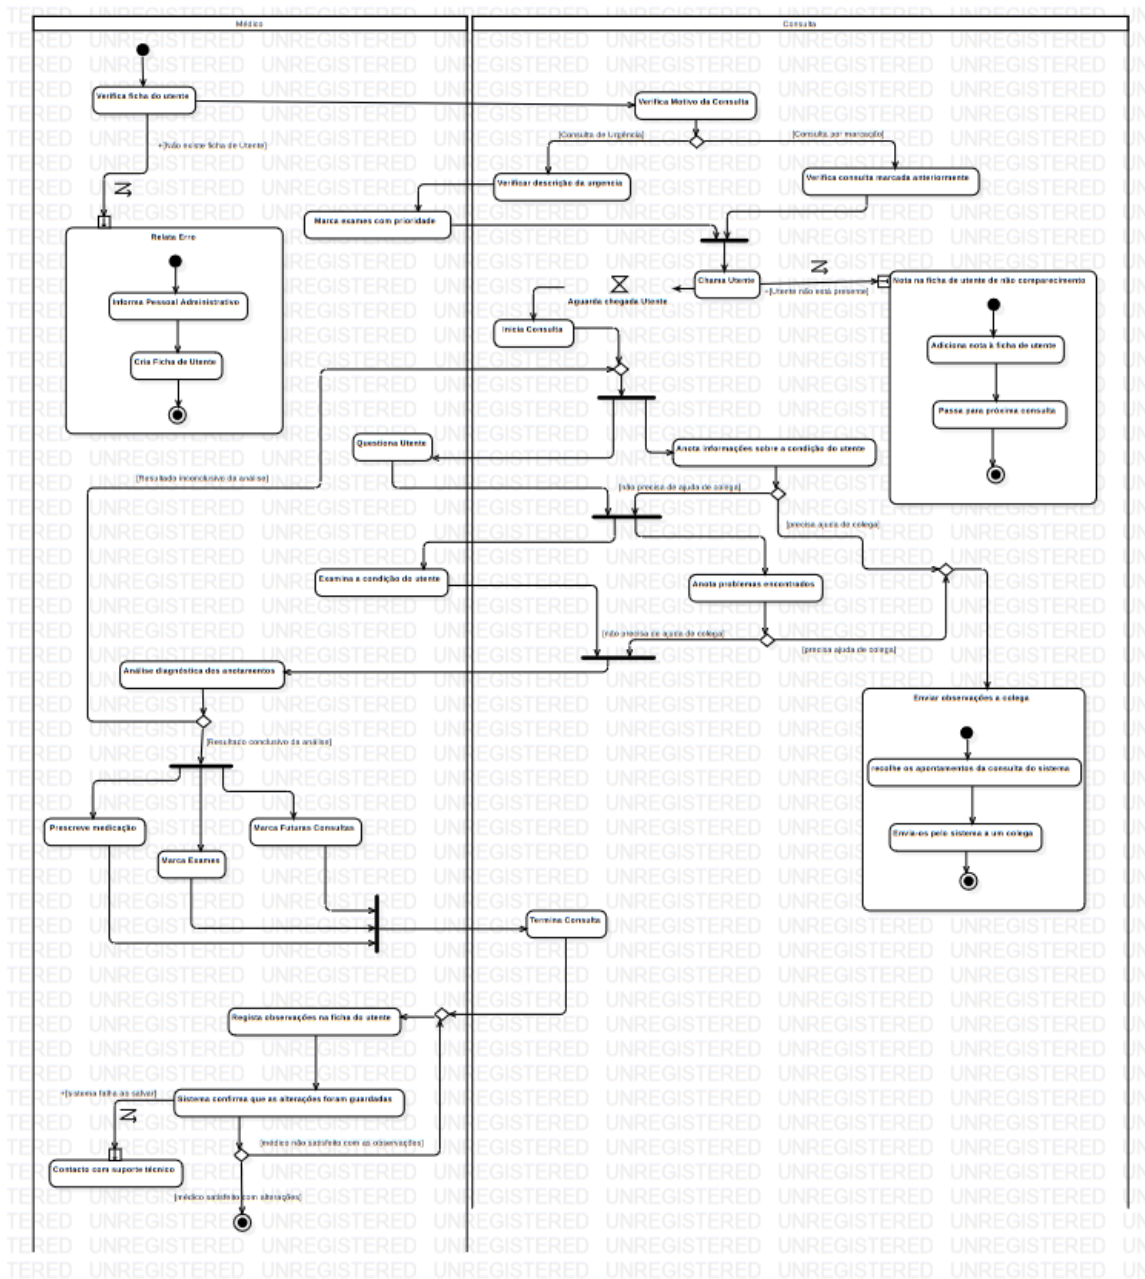 Médico
Consulta
Verifica ficha do utente
Verifica Motivo da Consulta
[Consulta de Urgência]
[Consulta por marcação]
+[Não existe ficha de Utente]
Verificar descrição da urgencia
Verifica consulta marcada anteriormente
Marca exames com prioridade
Relata Erro
Chama Utente
Nota na ficha de utente de não comparecimento
+[Utente não está presente]
Aguarda chegada Utente
Informa Pessoal Administrativo
Inicia Consulta
Adiciona nota à ficha de utente
Cria Ficha de Utente
Passa para próxima consulta
Questiona Utente
Anota informações sobre a condição do utente
[Resultado inconclusivo da análise]
[não precisa de ajuda de colega]
[precisa ajuda de colega]
Examina a condição do utente
Anota problemas encontrados
[não precisa de ajuda de colega]
[precisa ajuda de colega]
Análise diagnóstica dos anotamentos
Enviar observações a colega
[Resultado conclusivo da análise]
recolhe os apontamentos da consulta do sistema
Prescreve medicação
Marca Futuras Consultas
Envia-os pelo sistema a um colega
Marca Exames
Termina Consulta
Regista observações na ficha do utente
+[sistema falha ao salvar]
Sistema confirma que as alterações foram guardadas
[médico não satisfeito com as observações]
Contacto com suporte técnico
[médico satisfeito com alterações]
UNREGISTERED